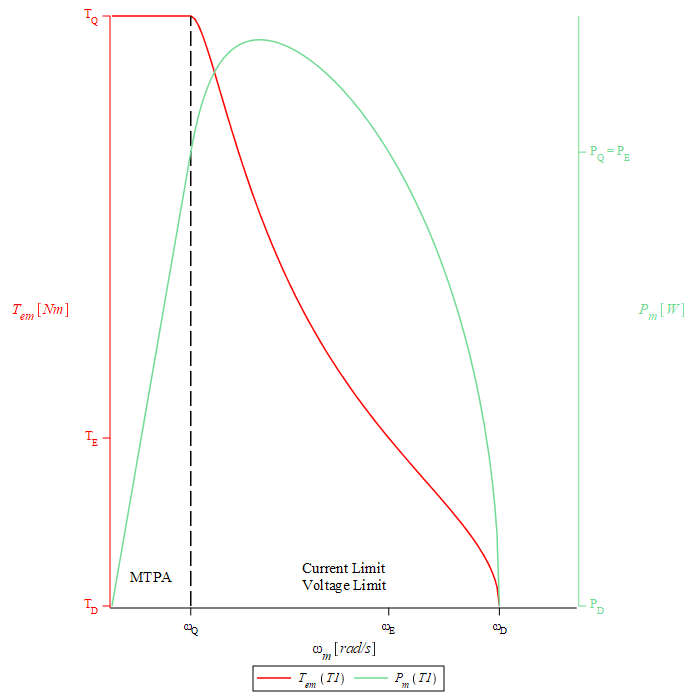 T_Q
P_Q = P_E
T_em [Nm]
P_m [W]
T_E
MTPA
Current Limit
Voltage Limit
T_D
P_D
ω_Q
ω_E
ω_D
ω_m [rad/s]
T_em (T1)
P_m (T1)